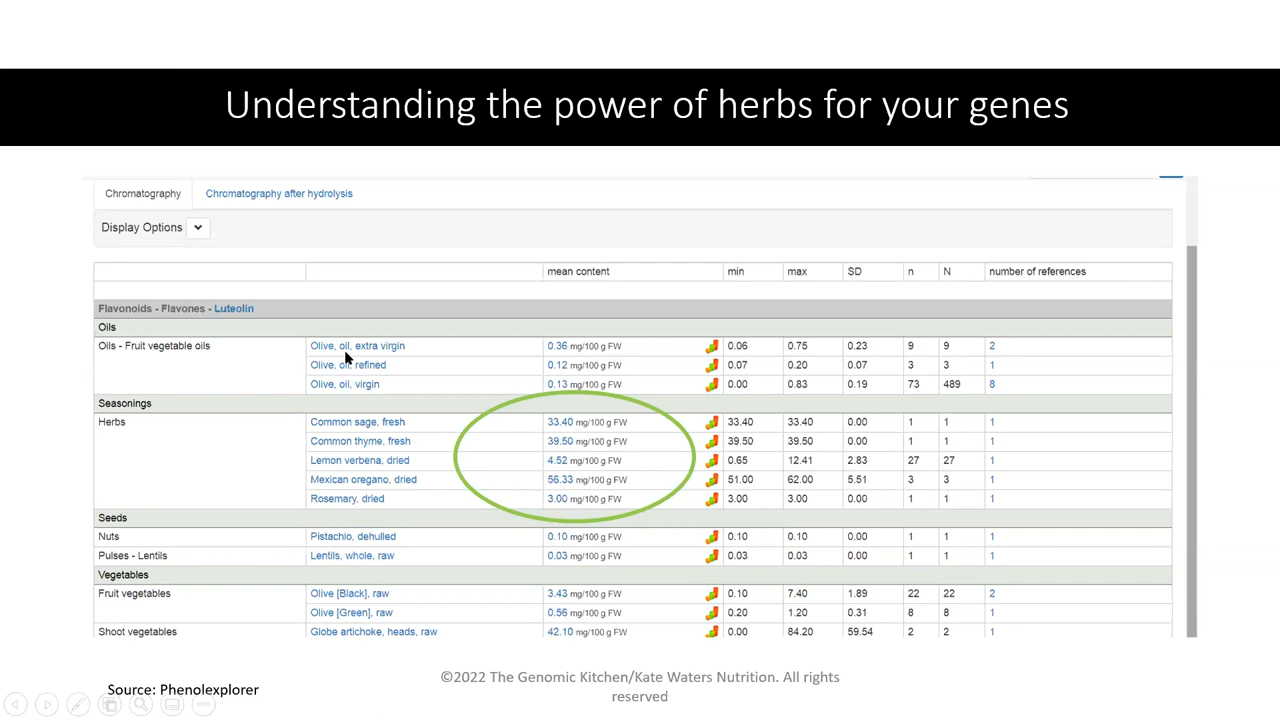 Understanding the power of herbs for your genes
Chromatography Chromatography after hydrolysis
Display Options
mean content min max SD n N number of references
Flavonoids - Flavones - Luteolin
Oils
Oils - Fruit vegetable oils Olive, oil, extra virgin 0.36 mg/100 g FW 0.06 0.75 0.23 9 9 2
Olive, oil, refined 0.12 mg/100 g FW 0.07 0.20 0.07 3 3 1
Olive, oil, virgin 0.13 mg/100 g FW 0.00 0.83 0.19 73 489 8
Seasonings
Herbs Common sage, fresh 33.40 mg/100 g FW 33.40 33.40 0.00 1 1 1
Common thyme, fresh 39.50 mg/100 g FW 39.50 39.50 0.00 1 1 1
Lemon verbena, dried 4.52 mg/100 g FW 0.65 12.41 2.83 27 27 1
Mexican oregano, dried 56.33 mg/100 g FW 51.00 62.00 5.51 3 3 1
Rosemary, dried 3.00 mg/100 g FW 3.00 3.00 0.00 1 1 1
Seeds
Nuts Pistachio, dehulled 0.10 mg/100 g FW 0.10 0.10 0.00 1 1 1
Pulses - Lentils Lentils, whole, raw 0.03 mg/100 g FW 0.03 0.03 0.00 1 1 1
Vegetables
Fruit vegetables Olive [Black], raw 3.43 mg/100 g FW 0.10 7.40 1.89 22 22 2
Olive [Green], raw 0.56 mg/100 g FW 0.20 1.20 0.31 8 8 1
Shoot vegetables Globe artichoke, heads, raw 42.10 mg/100 g FW 0.00 84.20 59.54 2 2 1
©2022 The Genomic Kitchen/Kate Waters Nutrition. All rights
reserved
Source: Phenolexplorer